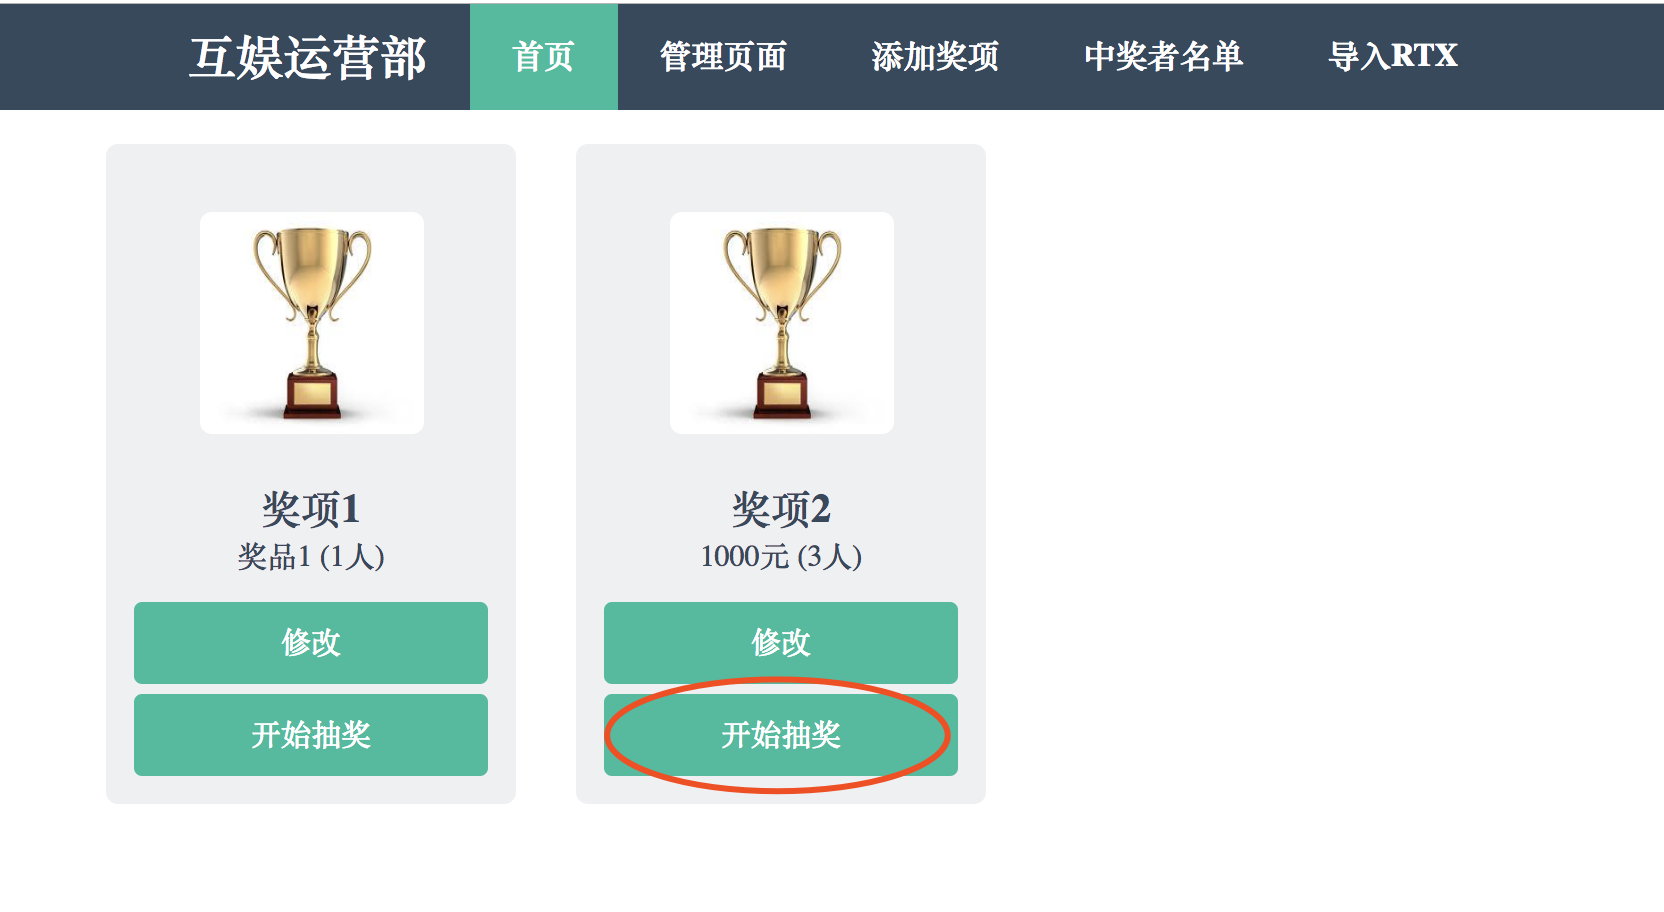 互娱运营部 首页 管理页面 添加奖项 中奖者名单 导入RTX
奖项1
奖品1 (1人)
修改
开始抽奖
奖项2
1000元 (3人)
修改
开始抽奖